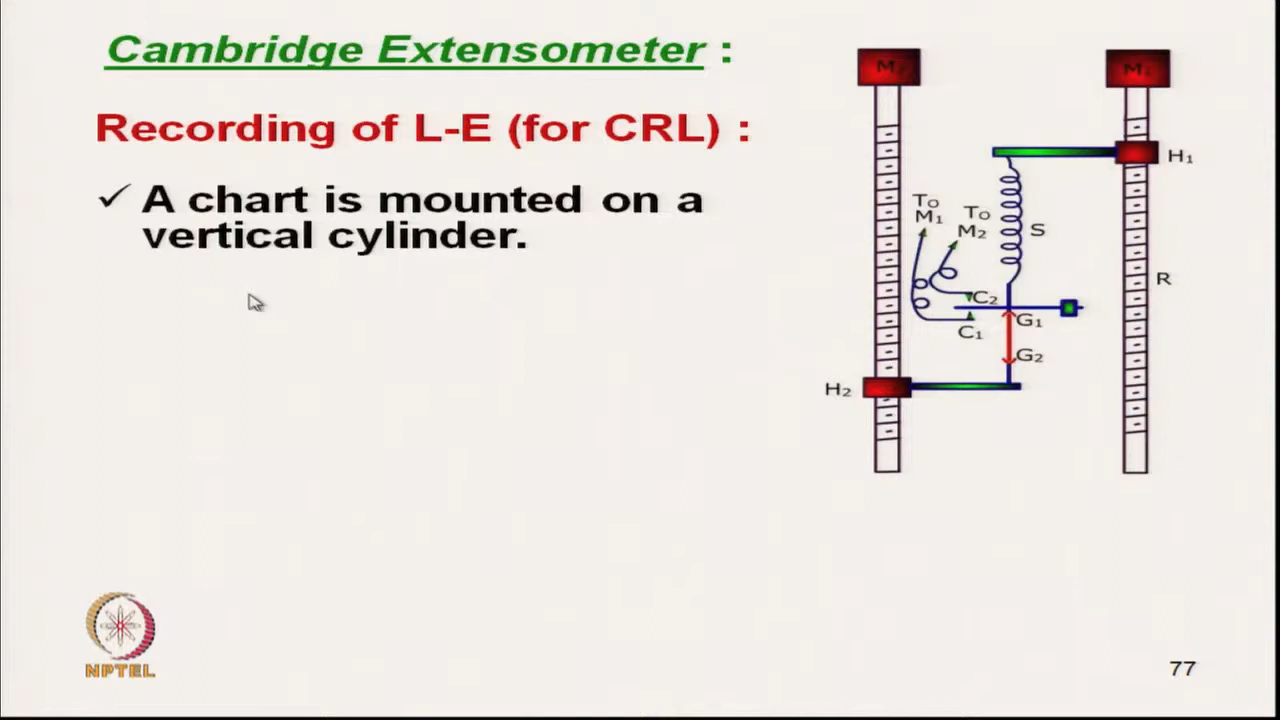 Cambridge Extensometer :
Recording of L-E (for CRL) :
✓ A chart is mounted on a
vertical cylinder.
M₁
H₁
To
M₁
To
M₂
S
R
C₂
G₁
C₁
G₂
H₂
NPTEL
77